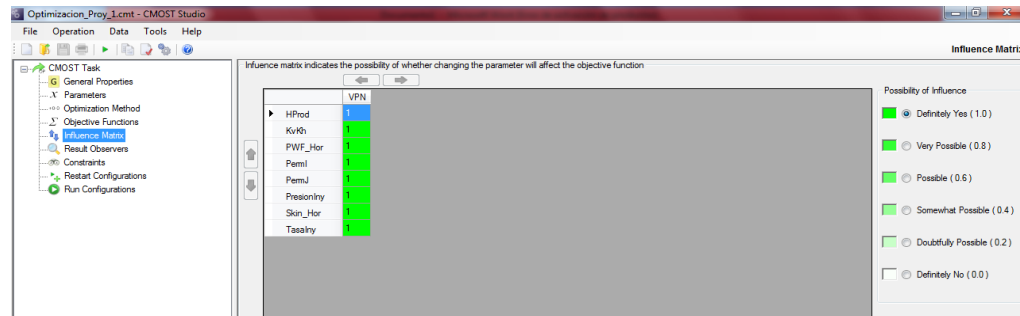 Optimizacion_Proy_1.cmt - CMOST Studio
File Operation Data Tools Help
Influence Matrix
CMOST Task
General Properties
Parameters
Optimization Method
Objective Functions
Influence Matrix
Result Observers
Constraints
Restart Configurations
Run Configurations
Influence matrix indicates the possibility of whether changing the parameter will affect the objective function
VPN
HProd 1
KvKh 1
PWF_Hor 1
PermI 1
PermJ 1
PresionIny 1
Skin_Hor 1
TasaIny 1
Possibility of Influence
Definitely Yes ( 1.0 )
Very Possible ( 0.8 )
Possible ( 0.6 )
Somewhat Possible ( 0.4 )
Doubtfully Possible ( 0.2 )
Definitely No ( 0.0 )